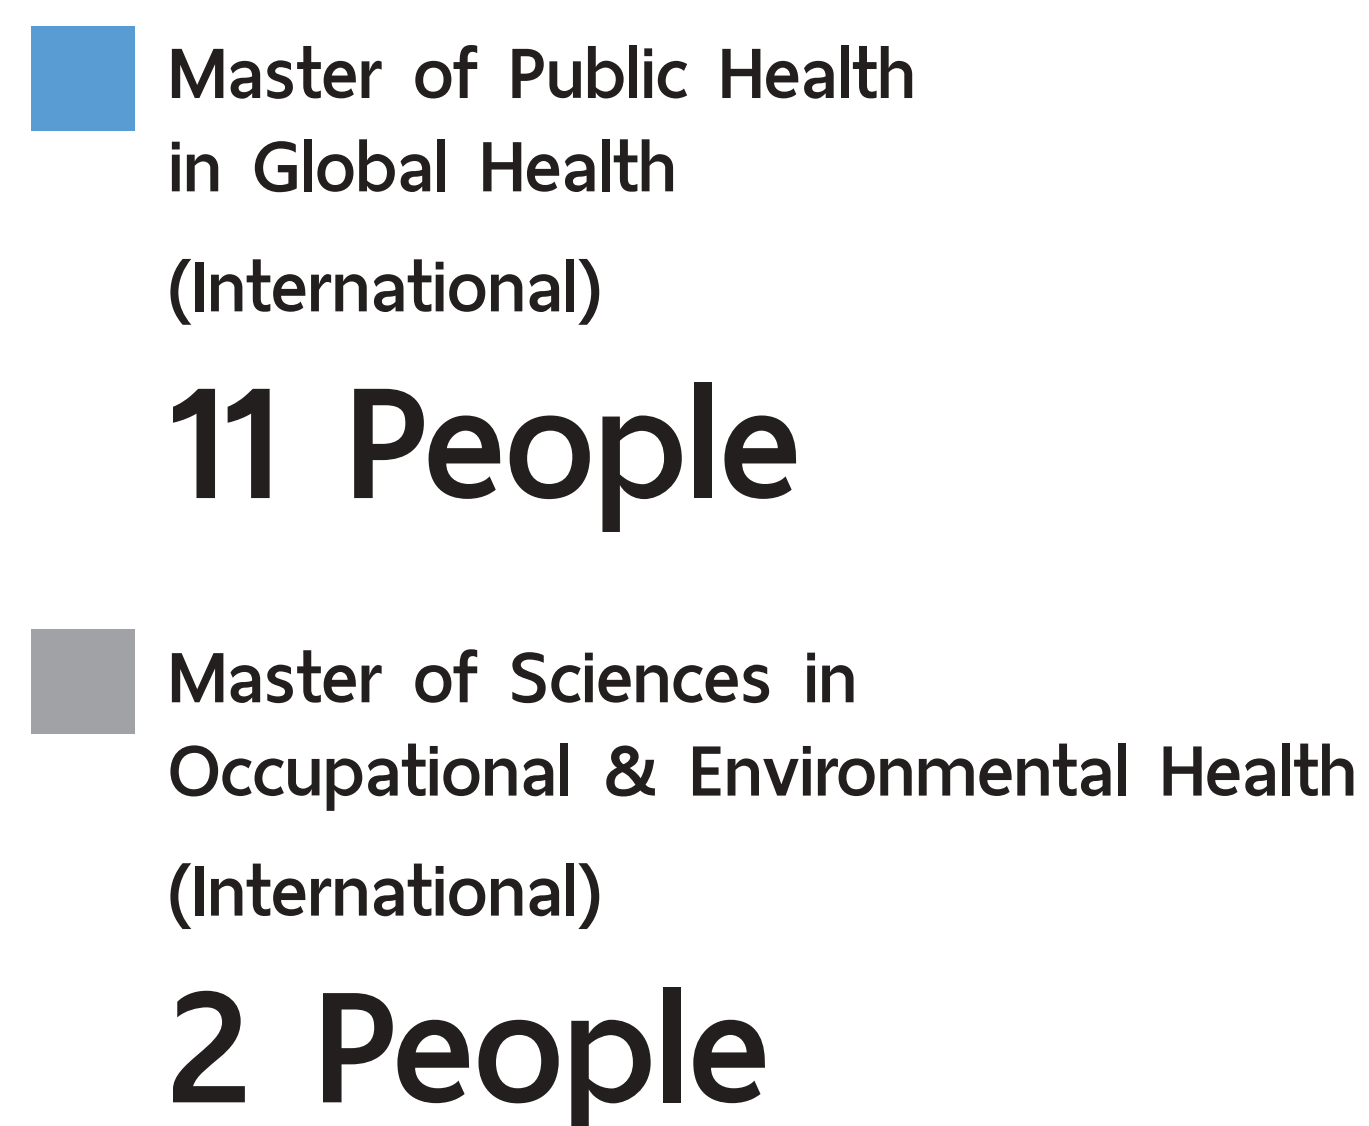 Master of Public Health
in Global Health
(International)
11 People
Master of Sciences in
Occupational & Environmental Health
(International)
2 People